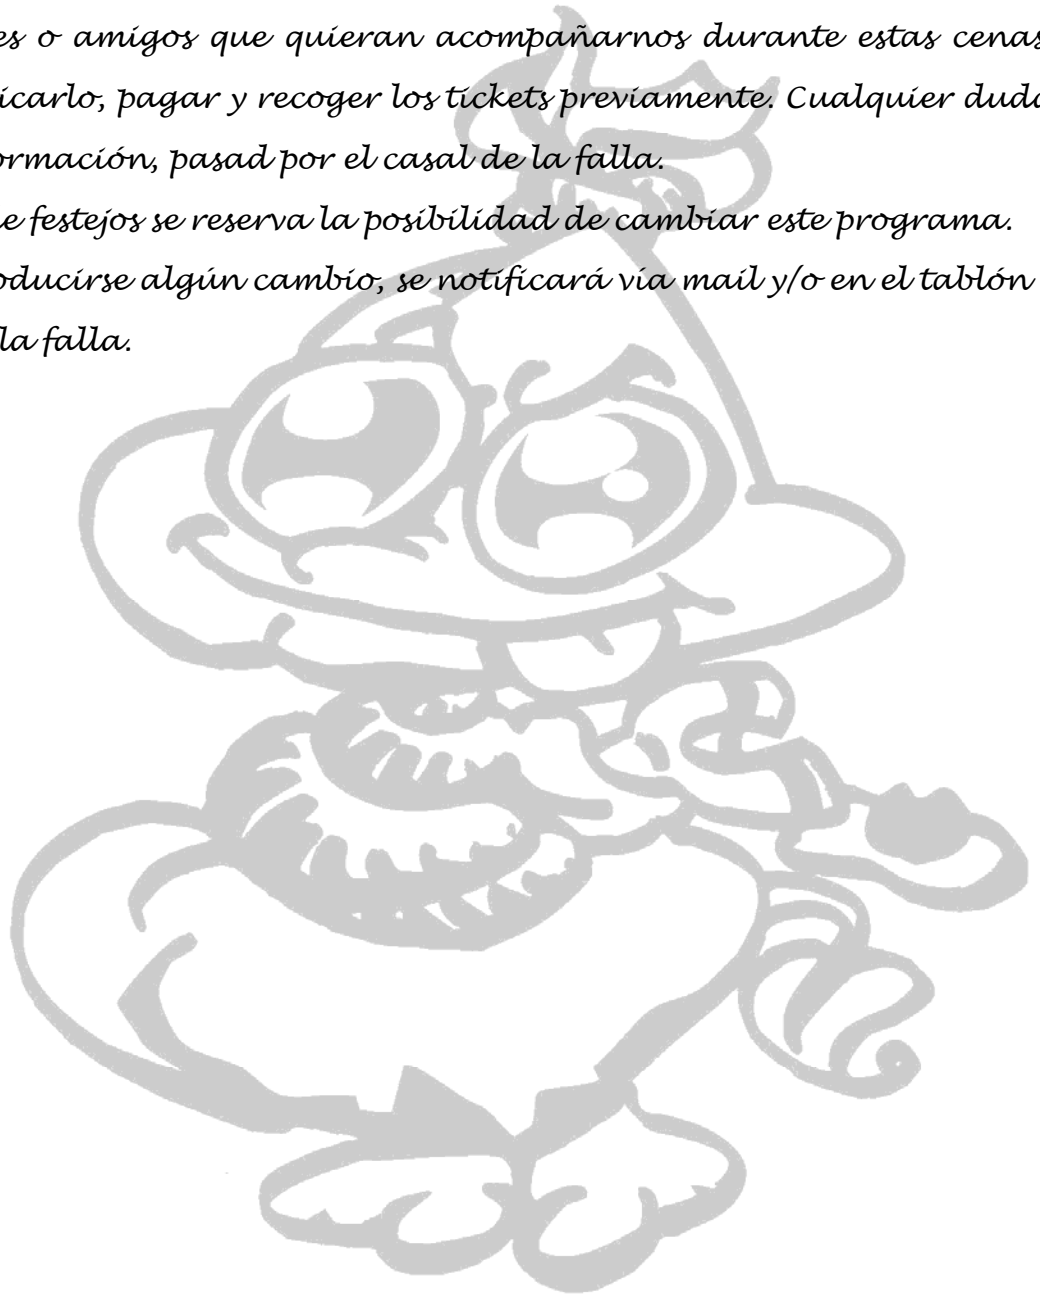 es o amigos que quieran acompañarnos durante estas cenas
icarlo, pagar y recoger los tickets previamente. Cualquier duda
ormación, pasad por el casal de la falla.
e festejos se reserva la posibilidad de cambiar este programa.
oducirse algún cambio, se notificará vía mail y/o en el tablón
la falla.